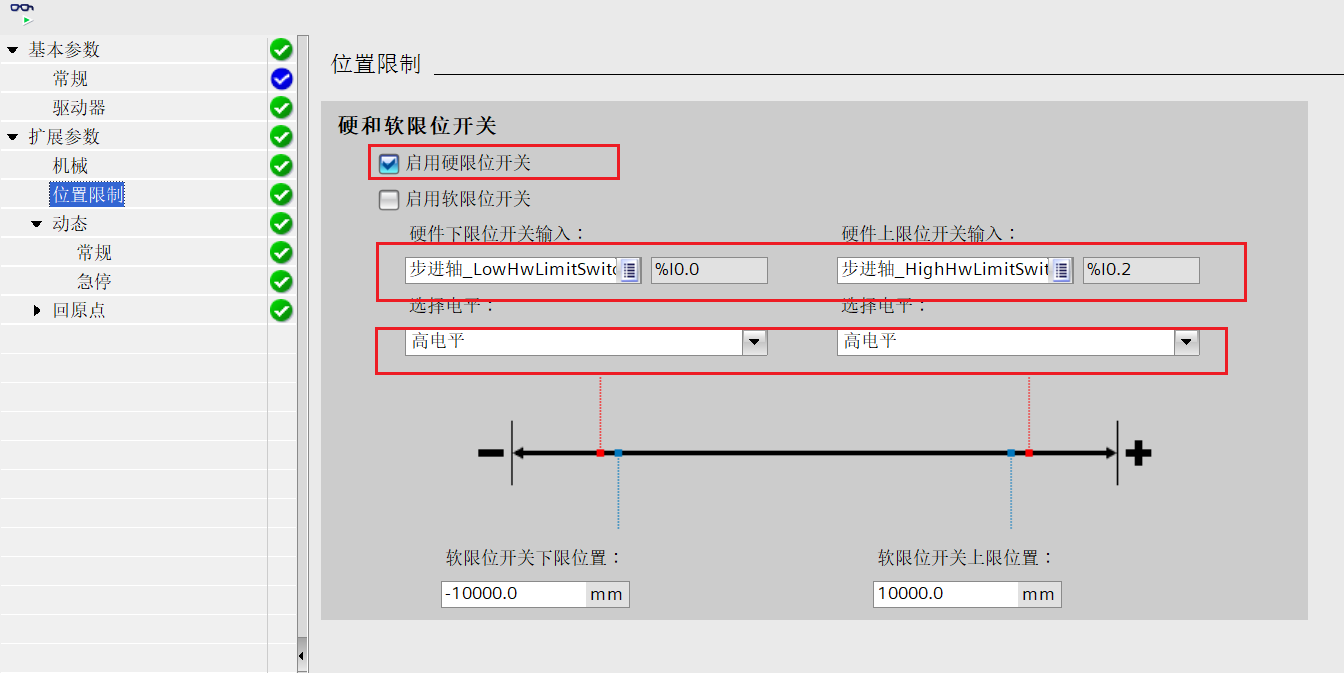 基本参数
常规
驱动器
扩展参数
机械
位置限制
动态
常规
急停
回原点
位置限制
硬和软限位开关
启用硬限位开关
启用软限位开关
硬件下限位开关输入： 硬件上限位开关输入：
步进轴_LowHwLimitSwitc %I0.0 步进轴_HighHwLimitSwit %I0.2
选择电平： 选择电平：
高电平 高电平
软限位开关下限位置： 软限位开关上限位置：
-10000.0 mm 10000.0 mm